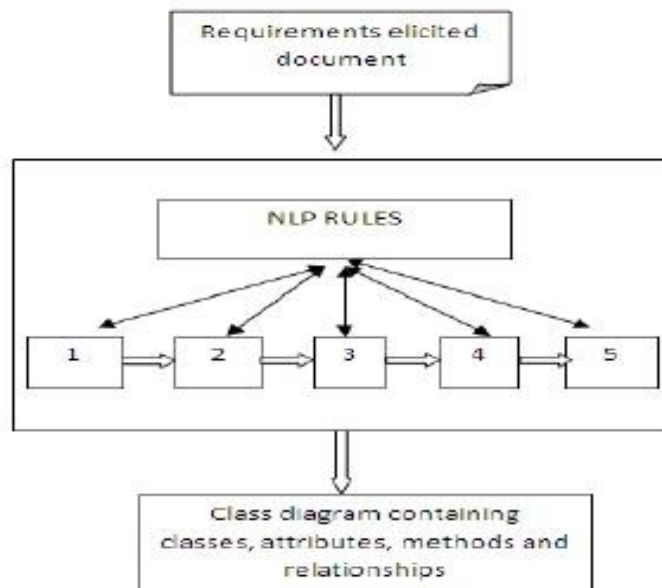 Requirements elicited
document
NLP RULES
1 2 3 4 5
Class diagram containing
classes, attributes, methods and
relationships